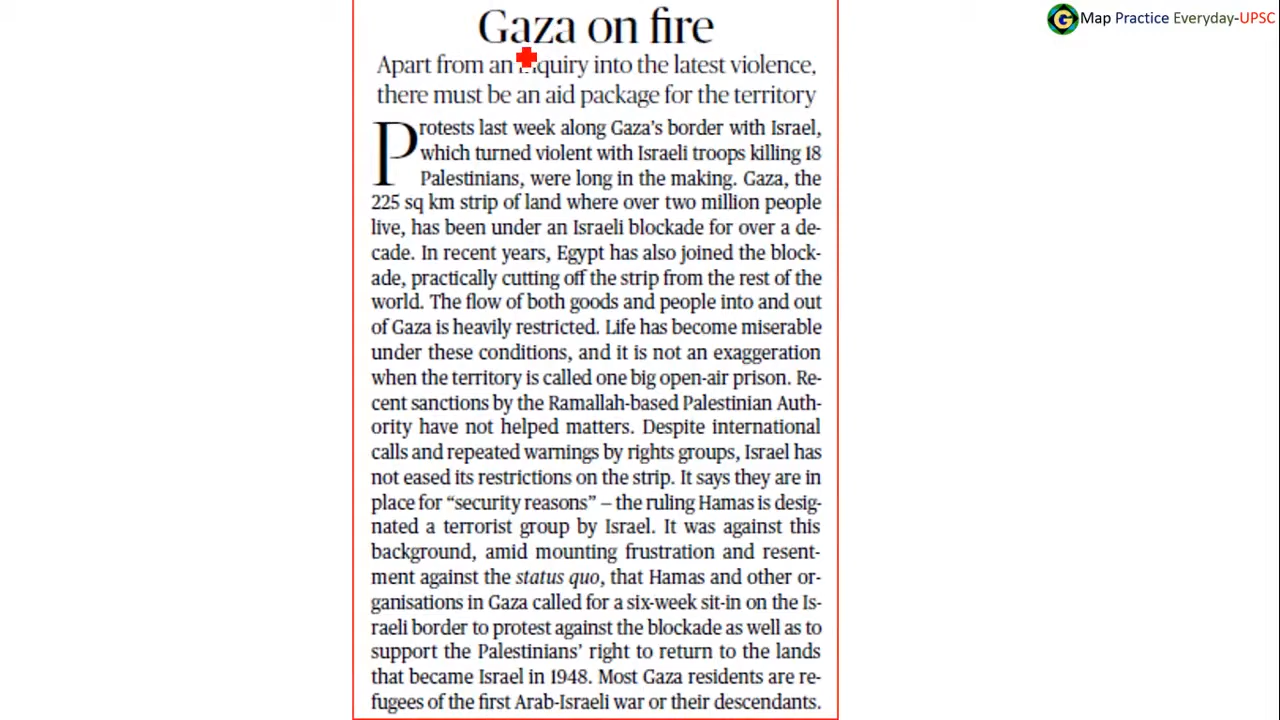 Gaza on fire
Map Practice Everyday-UPSC
Apart from an inquiry into the latest violence,
there must be an aid package for the territory
Protests last week along Gaza's border with Israel,
which turned violent with Israeli troops killing 18
Palestinians, were long in the making. Gaza, the
225 sq km strip of land where over two million people
live, has been under an Israeli blockade for over a de-
cade. In recent years, Egypt has also joined the block-
ade, practically cutting off the strip from the rest of the
world. The flow of both goods and people into and out
of Gaza is heavily restricted. Life has become miserable
under these conditions, and it is not an exaggeration
when the territory is called one big open-air prison. Re-
cent sanctions by the Ramallah-based Palestinian Auth-
ority have not helped matters. Despite international
calls and repeated warnings by rights groups, Israel has
not eased its restrictions on the strip. It says they are in
place for “security reasons” – the ruling Hamas is desig-
nated a terrorist group by Israel. It was against this
background, amid mounting frustration and resent-
ment against the status quo, that Hamas and other or-
ganisations in Gaza called for a six-week sit-in on the Is-
raeli border to protest against the blockade as well as to
support the Palestinians' right to return to the lands
that became Israel in 1948. Most Gaza residents are re-
fugees of the first Arab-Israeli war or their descendants.